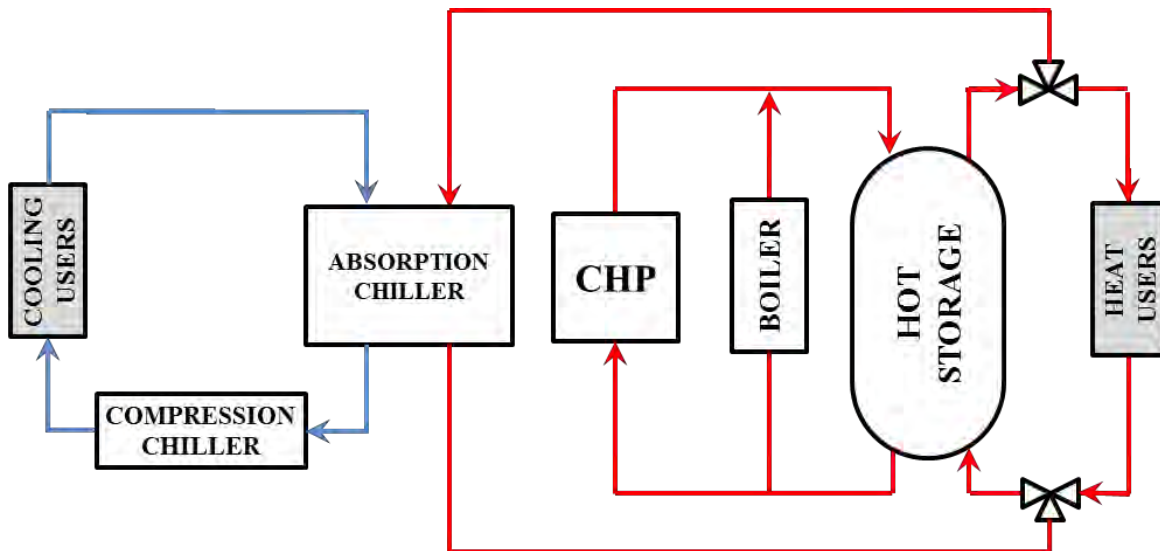 COOLING
USERS
ABSORPTION
CHILLER
COMPRESSION
CHILLER
CHP
BOILER
HOT
STORAGE
HEAT
USERS